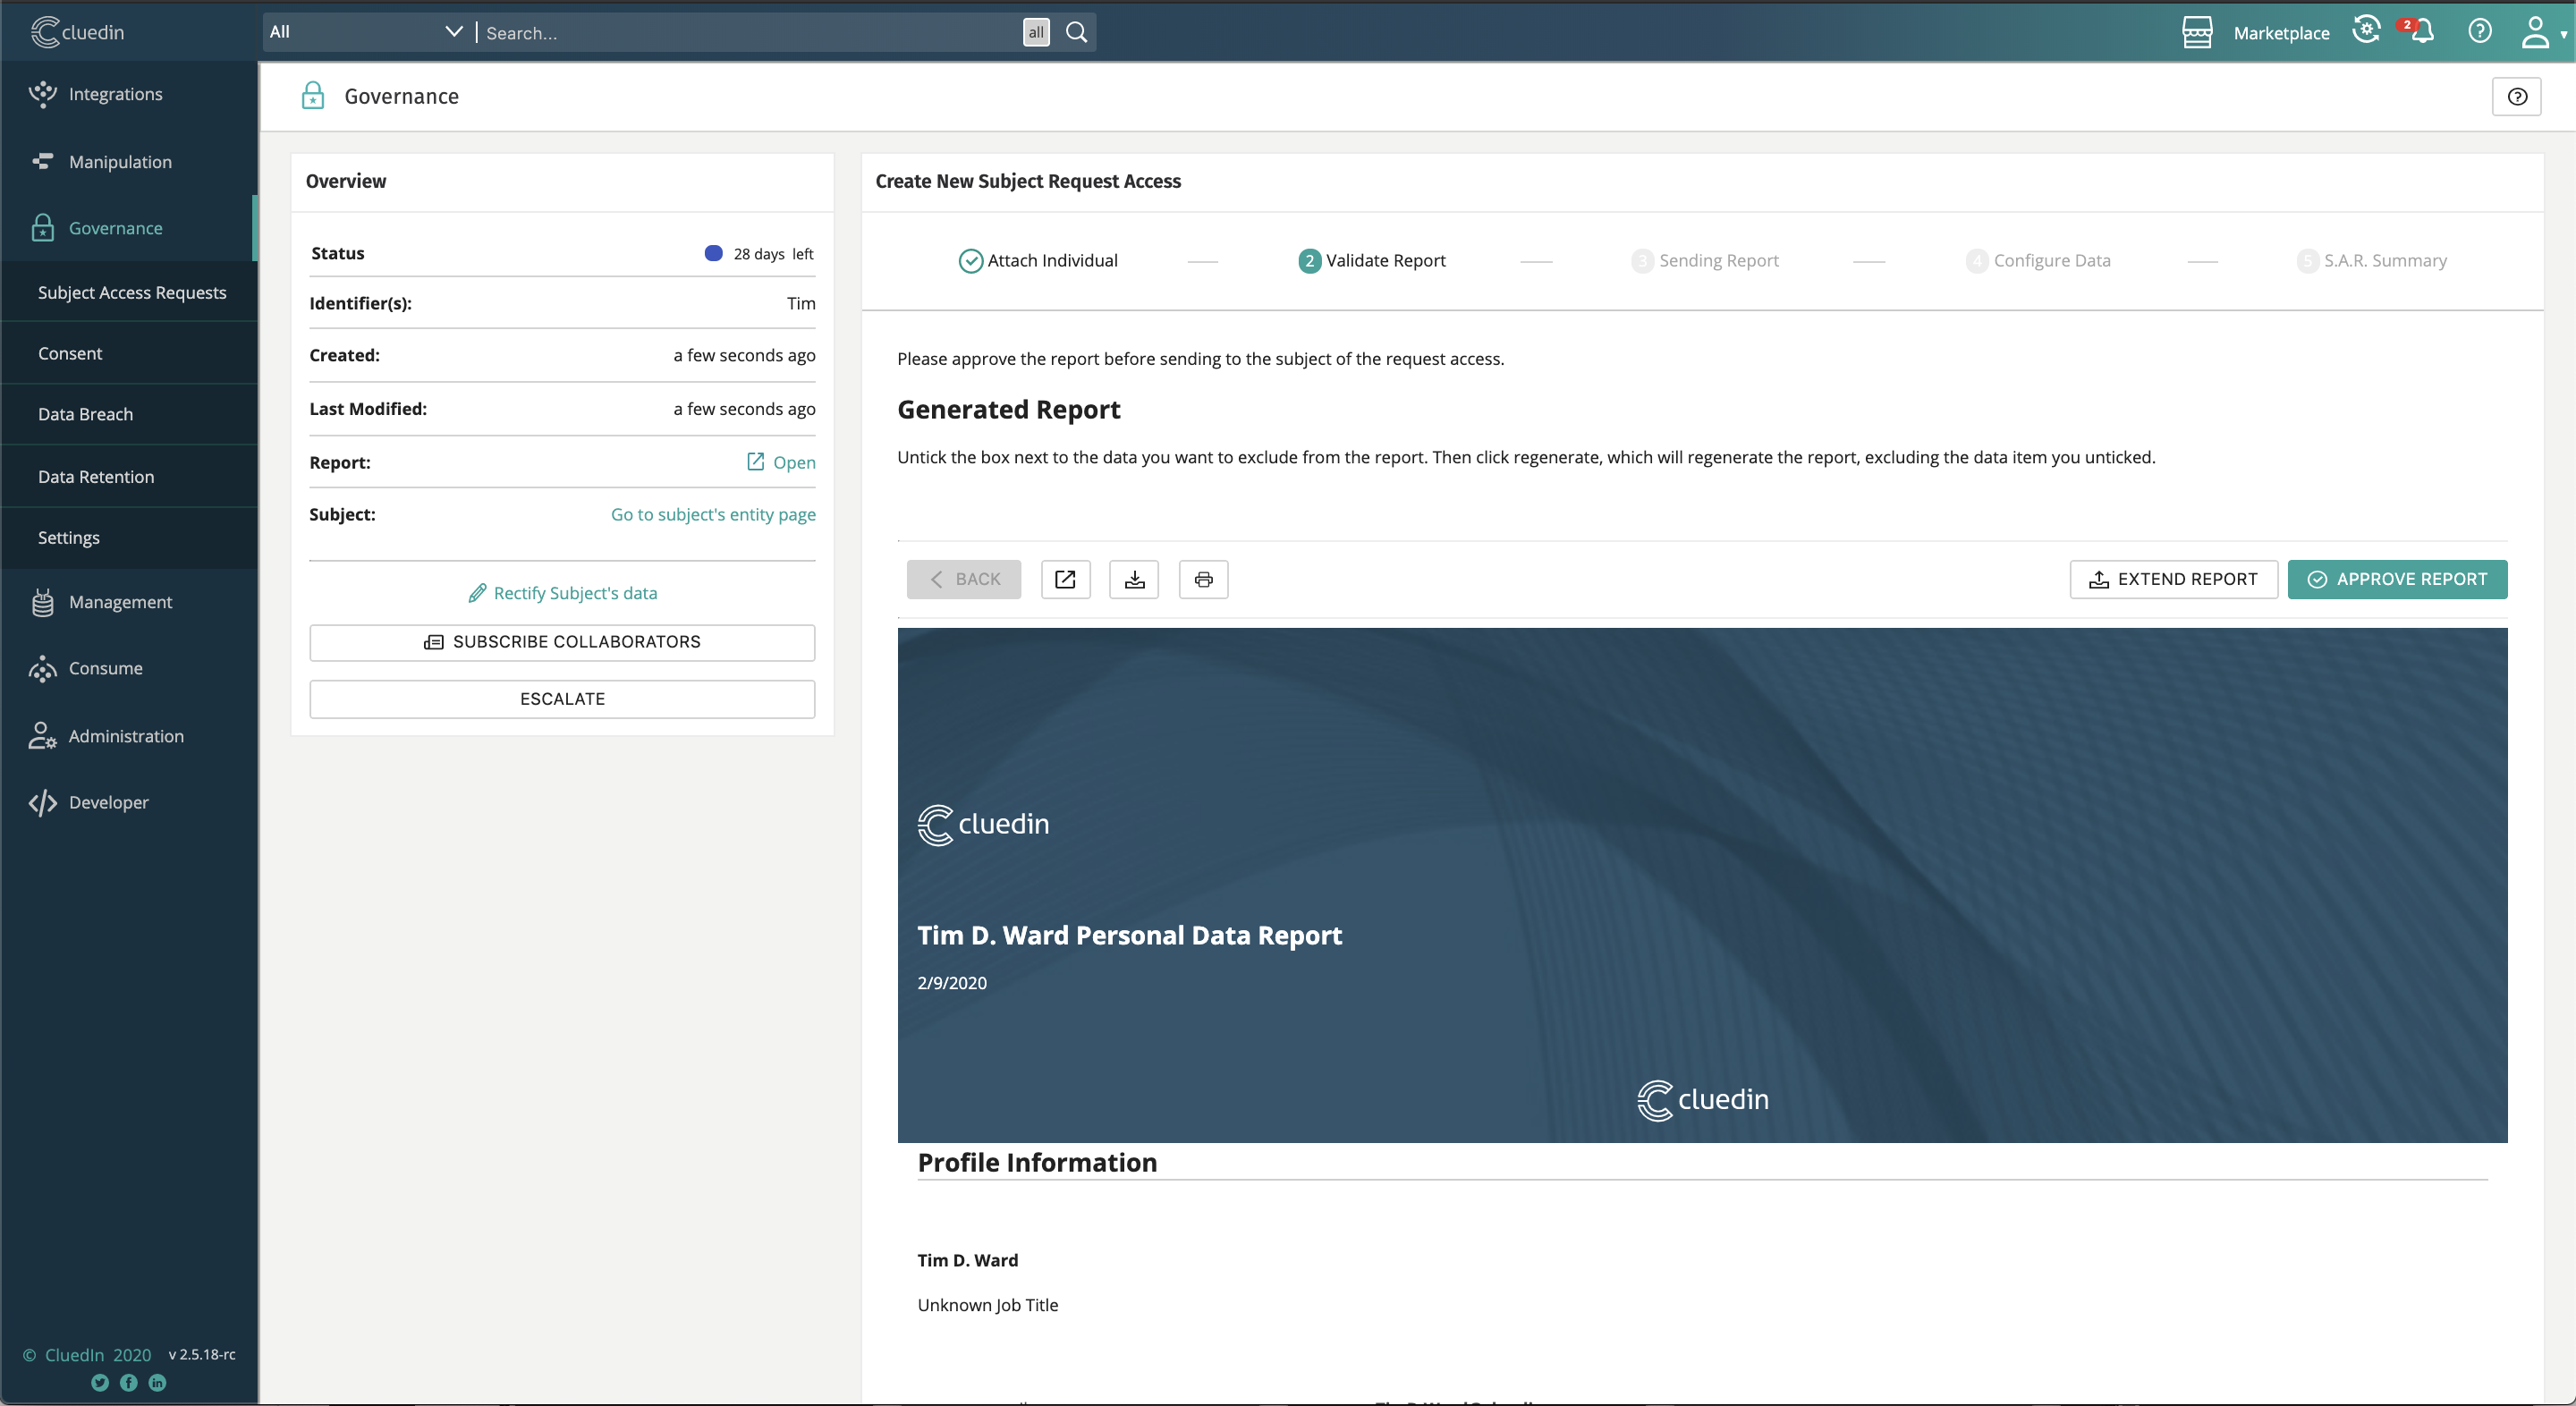 cluedin
All
Search...
all
Marketplace
2
Integrations
Manipulation
Governance
Subject Access Requests
Consent
Data Breach
Data Retention
Settings
Management
Consume
Administration
Developer
© CluedIn 2020 v 2.5.18-rc
Governance
Overview
Status
28 days left
Identifier(s):
Tim
Created:
a few seconds ago
Last Modified:
a few seconds ago
Report:
Open
Subject:
Go to subject's entity page
Rectify Subject's data
SUBSCRIBE COLLABORATORS
ESCALATE
Create New Subject Request Access
Attach Individual
2 Validate Report
3 Sending Report
4 Configure Data
5 S.A.R. Summary
Please approve the report before sending to the subject of the request access.
Generated Report
Untick the box next to the data you want to exclude from the report. Then click regenerate, which will regenerate the report, excluding the data item you unticked.
BACK
EXTEND REPORT
APPROVE REPORT
cluedin
Tim D. Ward Personal Data Report
2/9/2020
cluedin
Profile Information
Tim D. Ward
Unknown Job Title